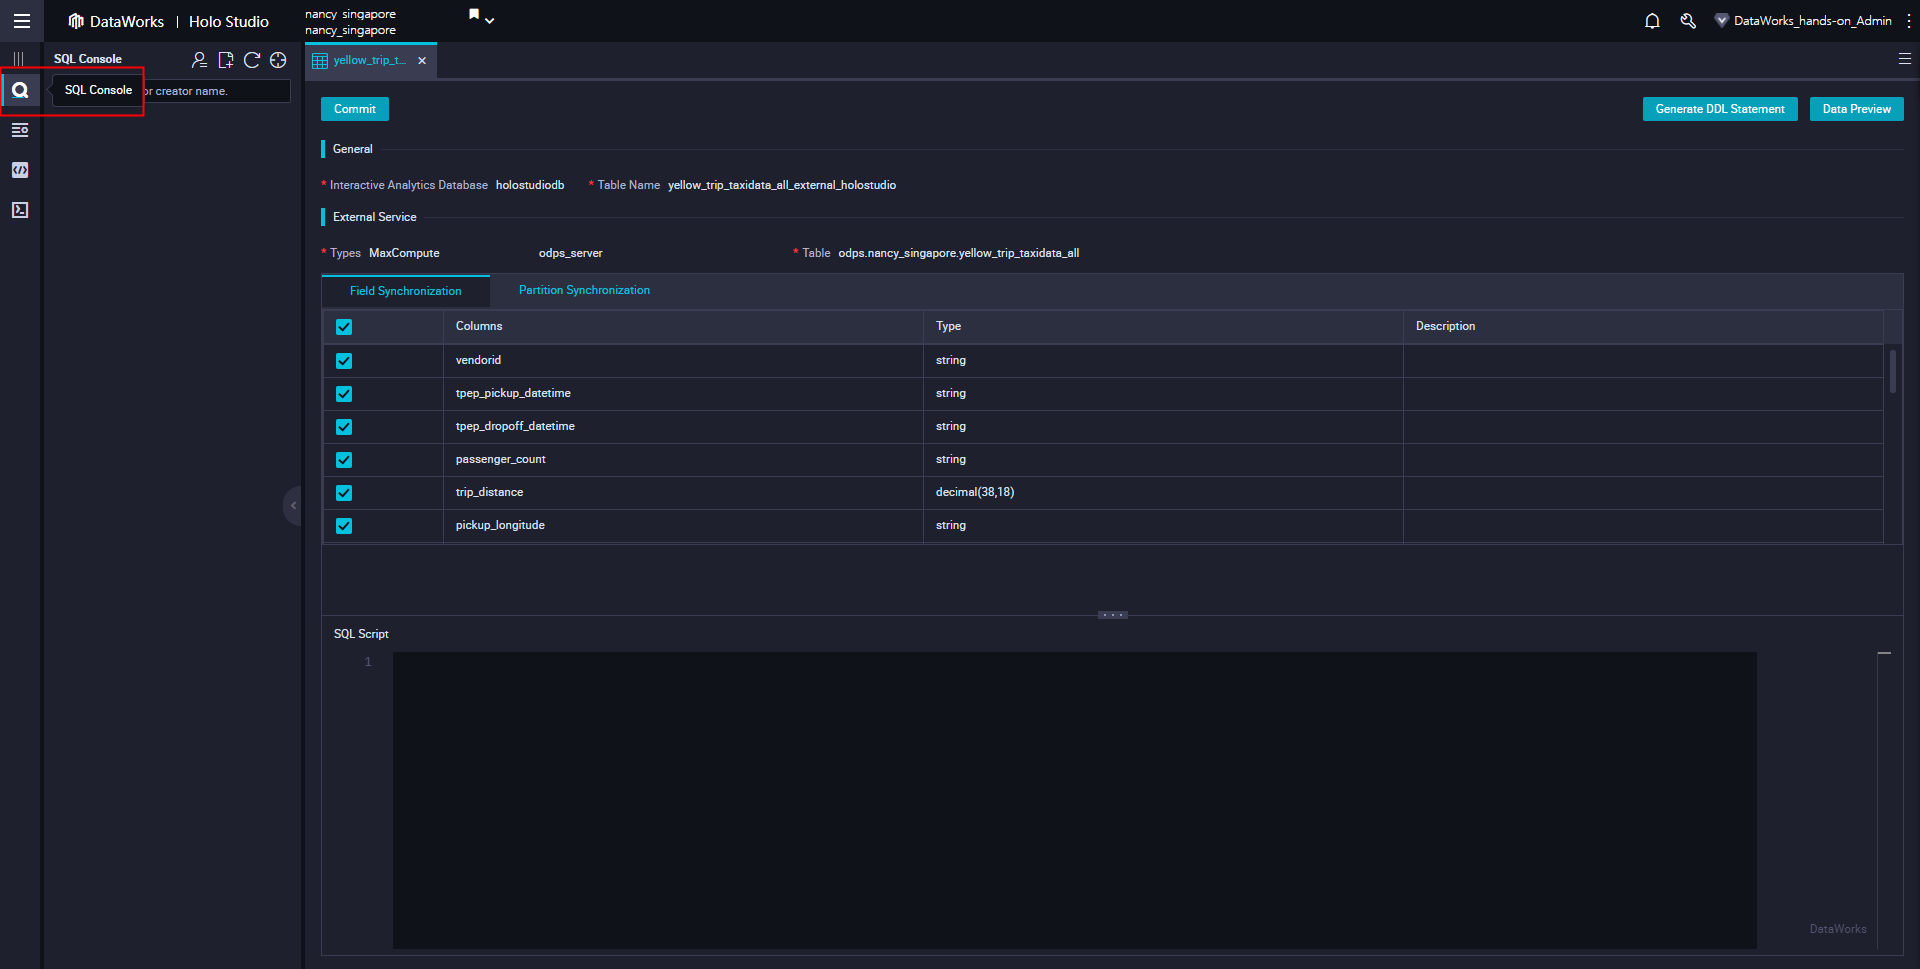 DataWorks | Holo Studio
nancy_singapore
nancy_singapore
DataWorks_hands-on_Admin
SQL Console
SQL Console
or creator name.
yellow_trip_t...
Commit
Generate DDL Statement
Data Preview
General
* Interactive Analytics Database holostudiodb * Table Name yellow_trip_taxidata_all_external_holostudio
External Service
* Types MaxCompute odps_server * Table odps.nancy_singapore.yellow_trip_taxidata_all
Field Synchronization Partition Synchronization
Columns Type Description
vendorid string
tpep_pickup_datetime string
tpep_dropoff_datetime string
passenger_count string
trip_distance decimal(38,18)
pickup_longitude string
SQL Script
1
DataWorks